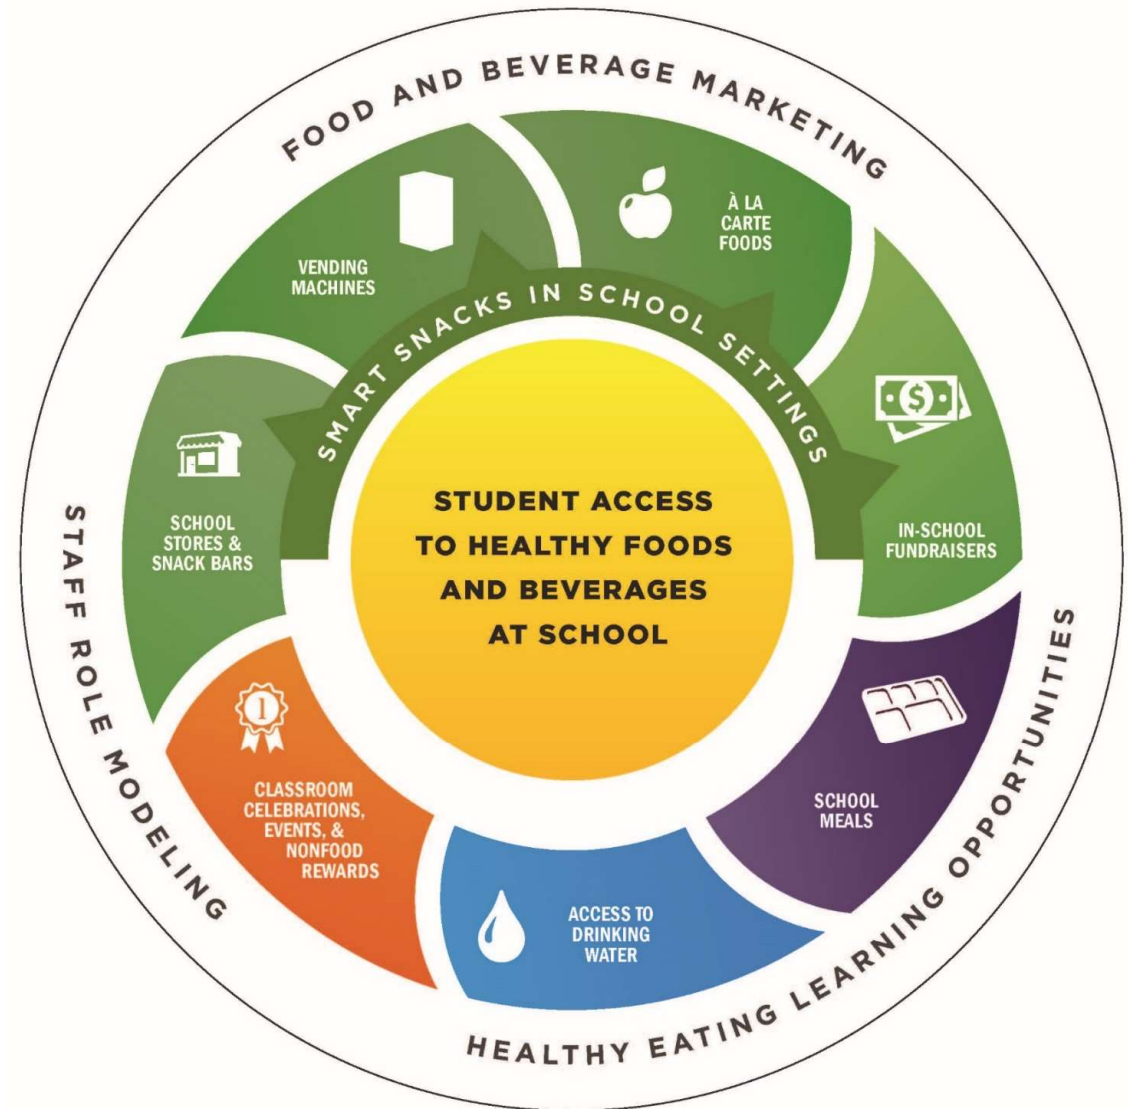 FOOD AND BEVERAGE MARKETING
À LA
CARTE
FOODS
VENDING
MACHINES
SMART SNACKS IN SCHOOL SETTINGS
SCHOOL
STORES &
SNACK BARS
IN-SCHOOL
FUNDRAISERS
STUDENT ACCESS
TO HEALTHY FOODS
AND BEVERAGES
AT SCHOOL
$
1
CLASSROOM
CELEBRATIONS,
EVENTS, &
NONFOOD
REWARDS
SCHOOL
MEALS
ACCESS TO
DRINKING
WATER
STAFF ROLE MODELING
HEALTHY EATING LEARNING OPPORTUNITIES